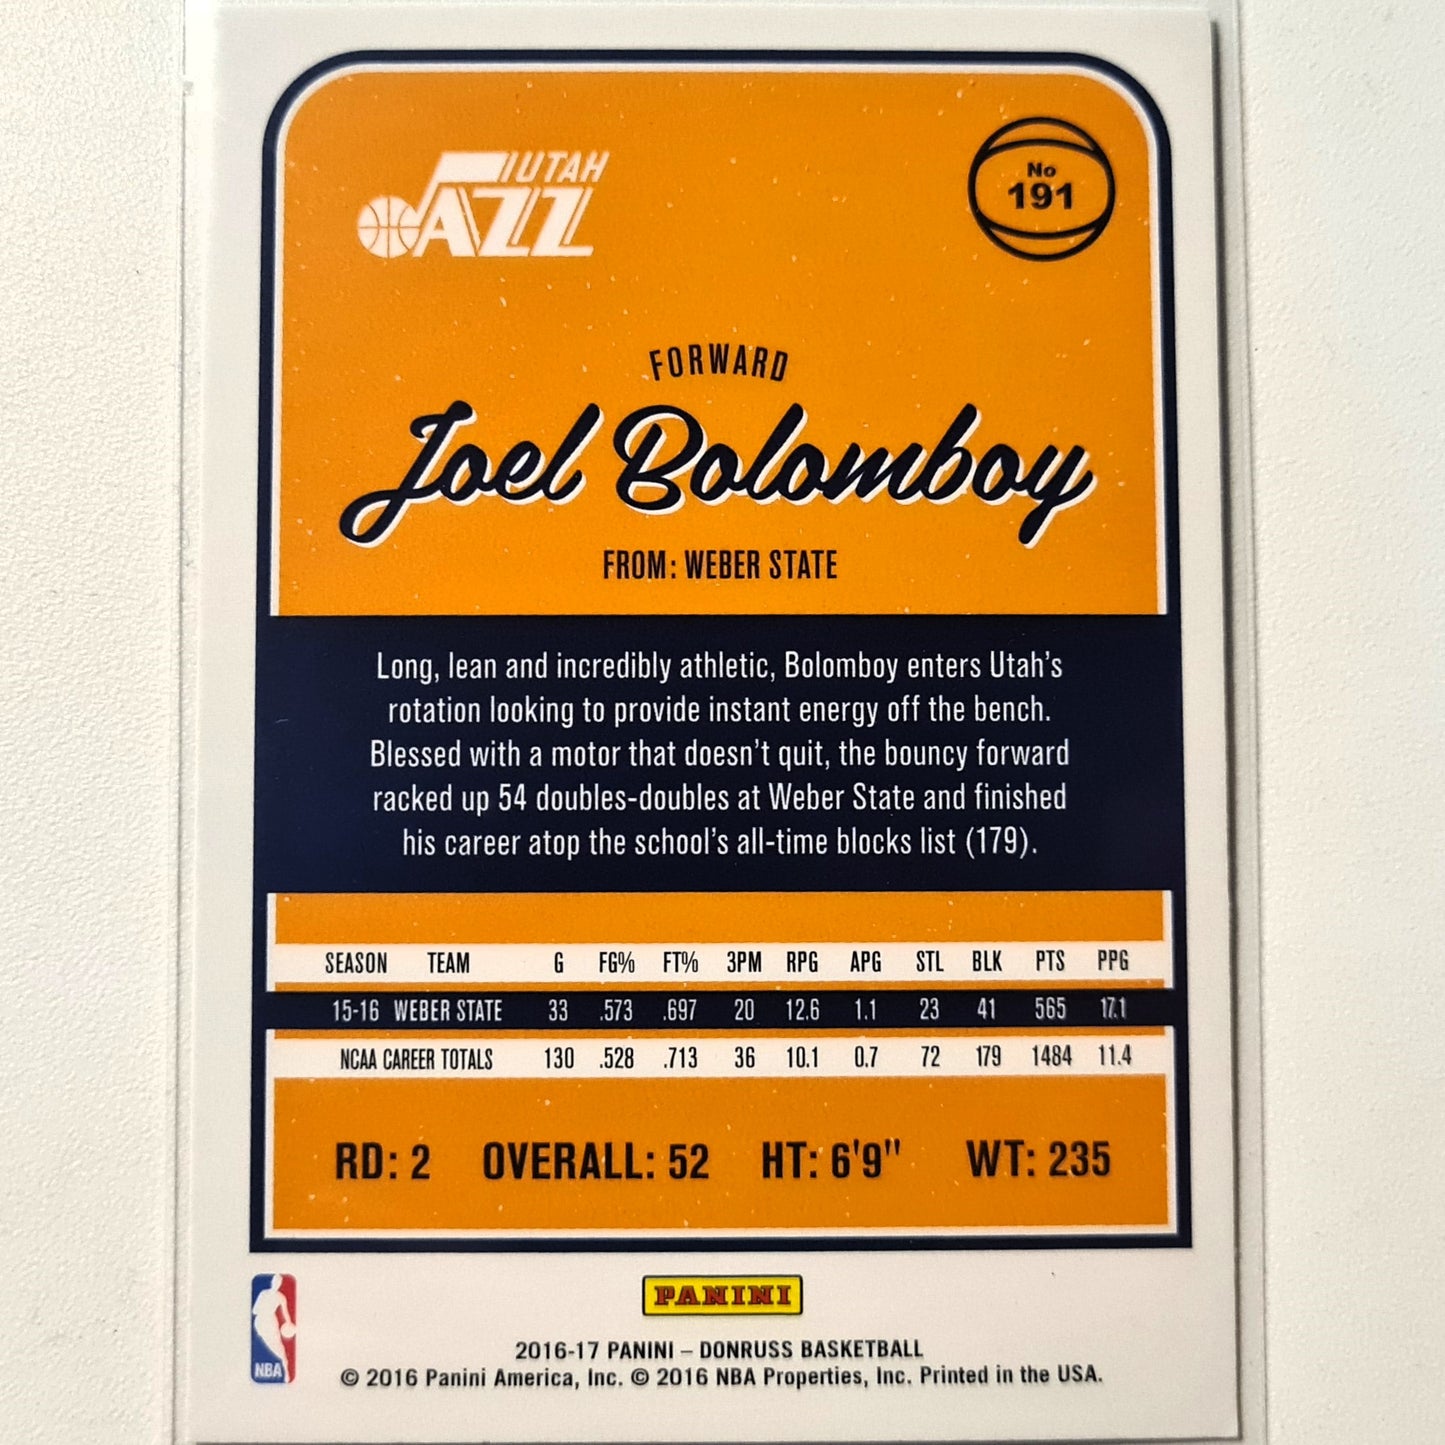 UTAH
JAZZ
No
191
FORWARD
Joel Bolomboy
FROM: WEBER STATE
Long, lean and incredibly athletic, Bolomboy enters Utah's
rotation looking to provide instant energy off the bench.
Blessed with a motor that doesn't quit, the bouncy forward
racked up 54 doubles-doubles at Weber State and finished
his career atop the school's all-time blocks list (179).
SEASON TEAM G FG% FT% 3PM RPG APG STL BLK PTS PPG
15-16 WEBER STATE 33 .573 .697 20 12.6 1.1 23 41 565 17.1
NCAA CAREER TOTALS 130 .528 .713 36 10.1 0.7 72 179 1484 11.4
RD: 2 OVERALL: 52 HT: 6'9" WT: 235
PANINI
NBA
2016-17 PANINI – DONRUSS BASKETBALL
© 2016 Panini America, Inc. © 2016 NBA Properties, Inc. Printed in the USA.